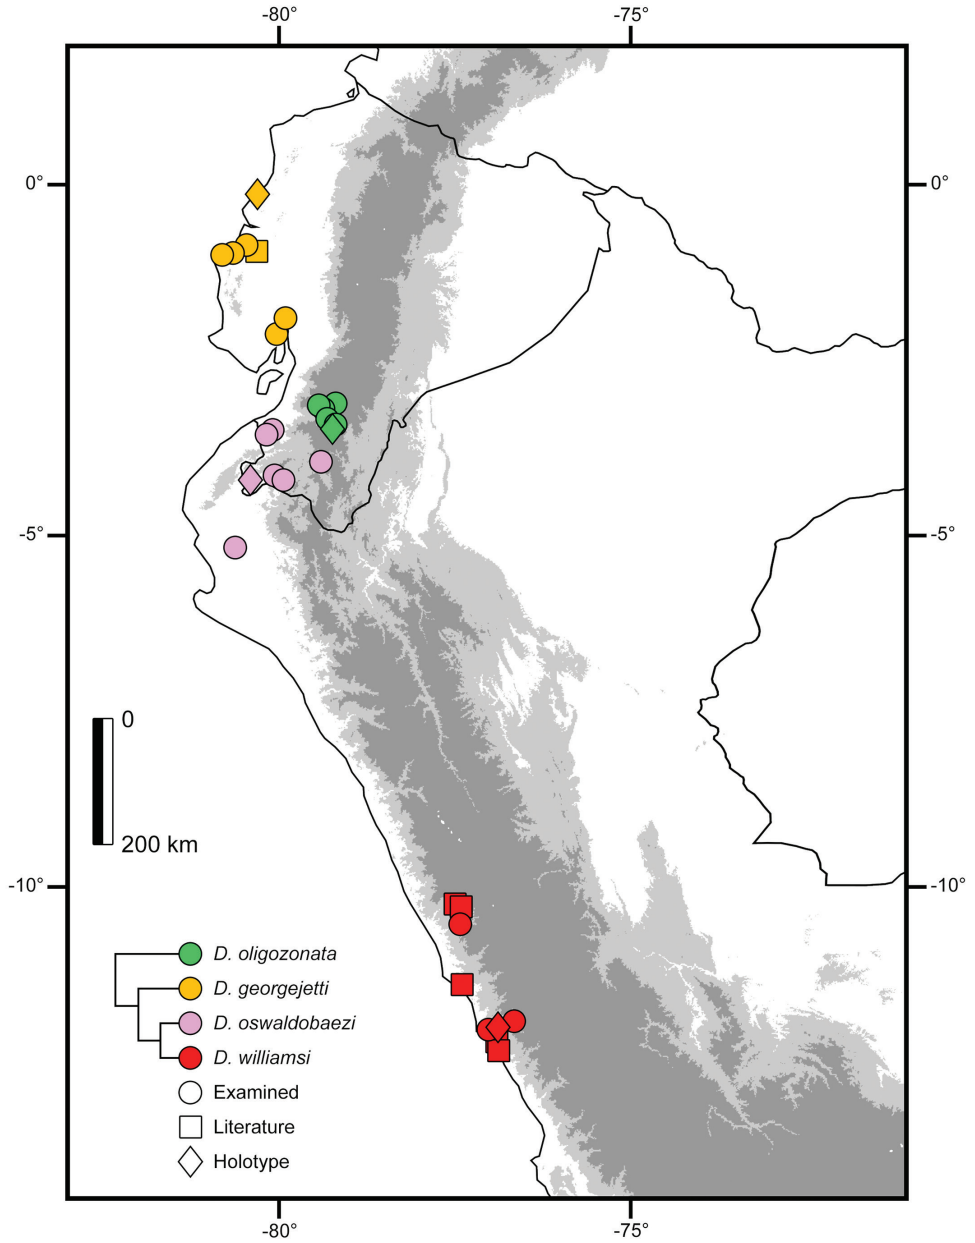 -80°
-75°
0°
0°
-5°
-5°
0
200 km
-10°
-10°
D. oligozonata
D. georgejetti
D. oswaldobaezi
D. williamsi
Examined
Literature
Holotype
-80°
-75°